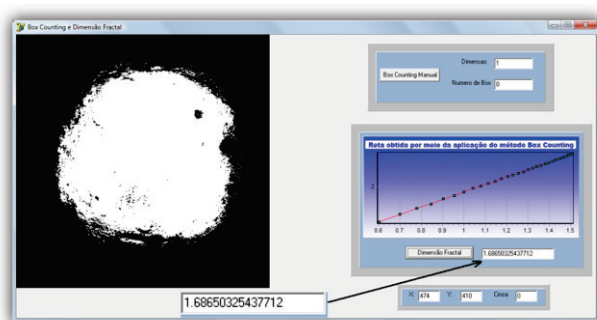 Box Counting e Dimensão Fractal
Dimensao 1
Box Counting Manual
Numero de Box 0
Reta obtida por meio da aplicação do método Box Counting
2
0.6 0.7 0.8 0.9 1 1.1 1.2 1.3 1.4 1.5
Dimensão Fractal 1.68650325437712
X: 474 Y: 410 Cinza 0
1.68650325437712